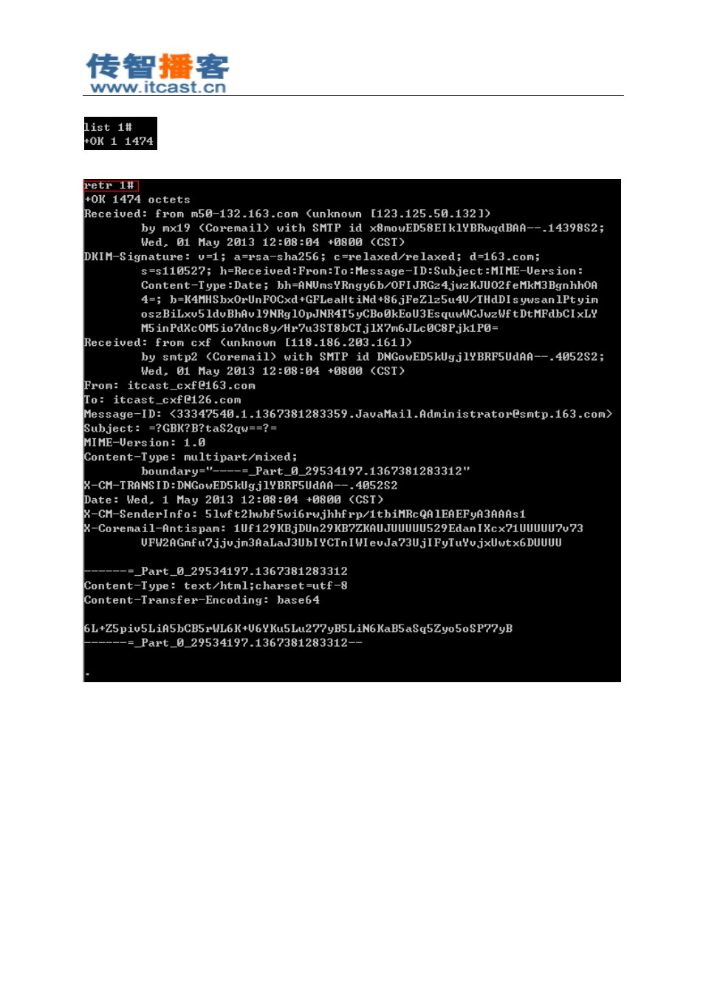 传智播客
www.itcast.cn
list 1#
+OK 1 1474
retr 1#
+OK 1474 octets
Received: from m50-132.163.com (unknown [123.125.50.132])
by mx19 (Coremail) with SMTP id x8mowED58EIklYBRwqdBAA--.14398S2;
Wed, 01 May 2013 12:08:04 +0800 (CST)
DKIM-Signature: v=1; a=rsa-sha256; c=relaxed/relaxed; d=163.com;
s=s110527; h=Received:From:To:Message-ID:Subject:MIME-Version:
Content-Type:Date; bh=ANVmsYRngy6b/OFIJRGz4jwzKJUO2feMkM3BgnhhOA
4=; b=K4MHSbxOrUnFOCxd+GFLeaHtiNd+86jFeZlz5u4V/THdDIsywsanlPtyim
oszBiLxv5ldvBhAvl9NRglOpJNR4T5yCBo0kEoU3EsquwWCJwzWftDtMFdbCIxLY
M5inPdXcOM5io7dnc8y/Hr7u3ST8bCTjlX7m6JLc0C8Pjk1P0=
Received: from cxf (unknown [118.186.203.161])
by smtp2 (Coremail) with SMTP id DNGowED5kUgjlYBRF5UdAA--.4052S2;
Wed, 01 May 2013 12:08:04 +0800 (CST)
From: itcast_cxf@163.com
To: itcast_cxf@126.com
Message-ID: <33347540.1.1367381283359.JavaMail.Administrator@smtp.163.com>
Subject: =?GBK?B?taS2qw==?=
MIME-Version: 1.0
Content-Type: multipart/mixed;
boundary="----=_Part_0_29534197.1367381283312"
X-CM-TRANSID:DNGowED5kUgjlYBRF5UdAA--.4052S2
Date: Wed, 1 May 2013 12:08:04 +0800 (CST)
X-CM-SenderInfo: 5lwft2hwbf5wi6rwjhhfrp/1tbiMRcQAlEAEFyA3AAAs1
X-Coremail-Antispam: 1Uf129KBjDUn29KB7ZKAUJUUUUU529EdanIXcx71UUUUU7v73
VFW2AGmfu7jjvjm3AaLaJ3UbIYCTnIWIevJa73UjIFyTuYvjxUwtx6DUUUU
------=_Part_0_29534197.1367381283312
Content-Type: text/html;charset=utf-8
Content-Transfer-Encoding: base64
6L+Z5piv5LiA5bCB5rWL6K+V6YKu5Lu277yB5LiN6KaB5aSq5Zyo5oSP77yB
------=_Part_0_29534197.1367381283312--
.